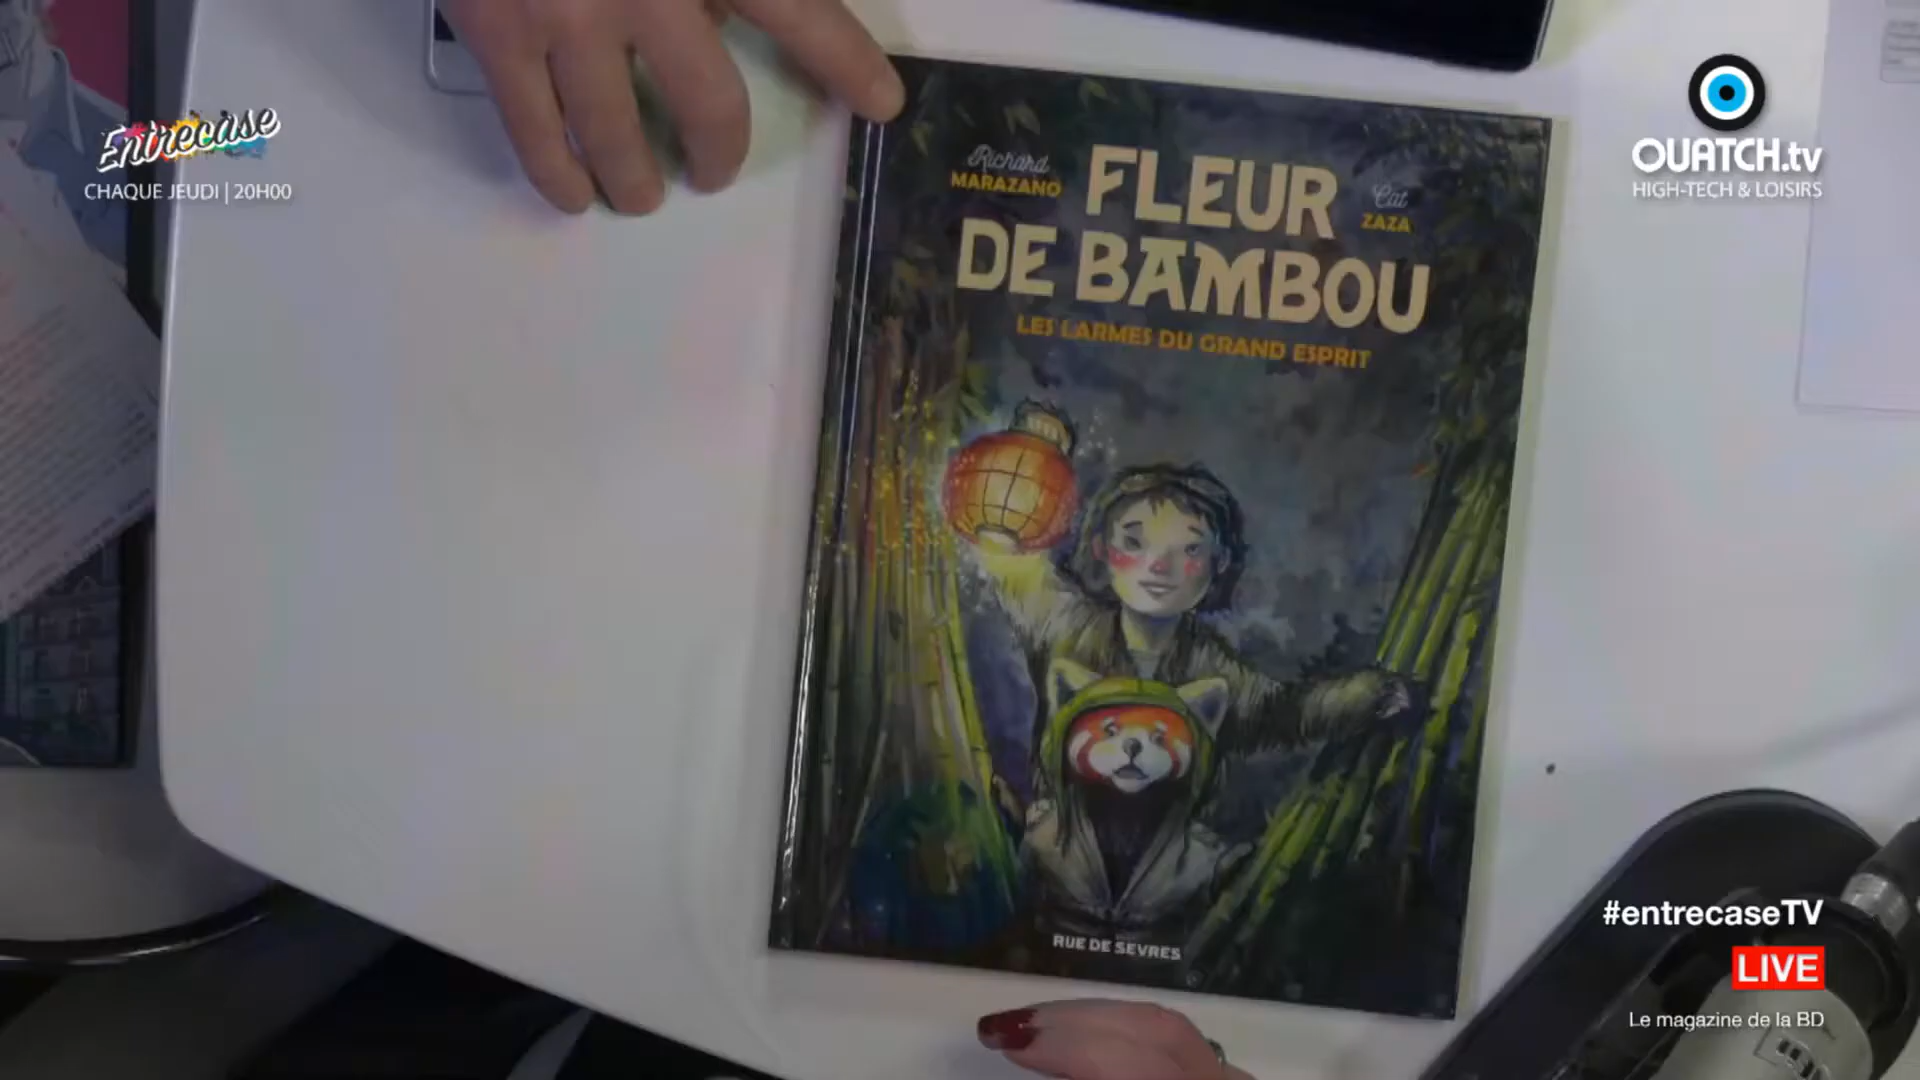 Entrecase
CHAQUE JEUDI | 20H00
OUATCH.tv
HIGH-TECH & LOISIRS
Richard
MARAZANO
FLEUR
Cat
ZAZA
DE BAMBOU
LES LARMES DU GRAND ESPRIT
RUE DE SEVRES
#entrecaseTV
LIVE
Le magazine de la BD